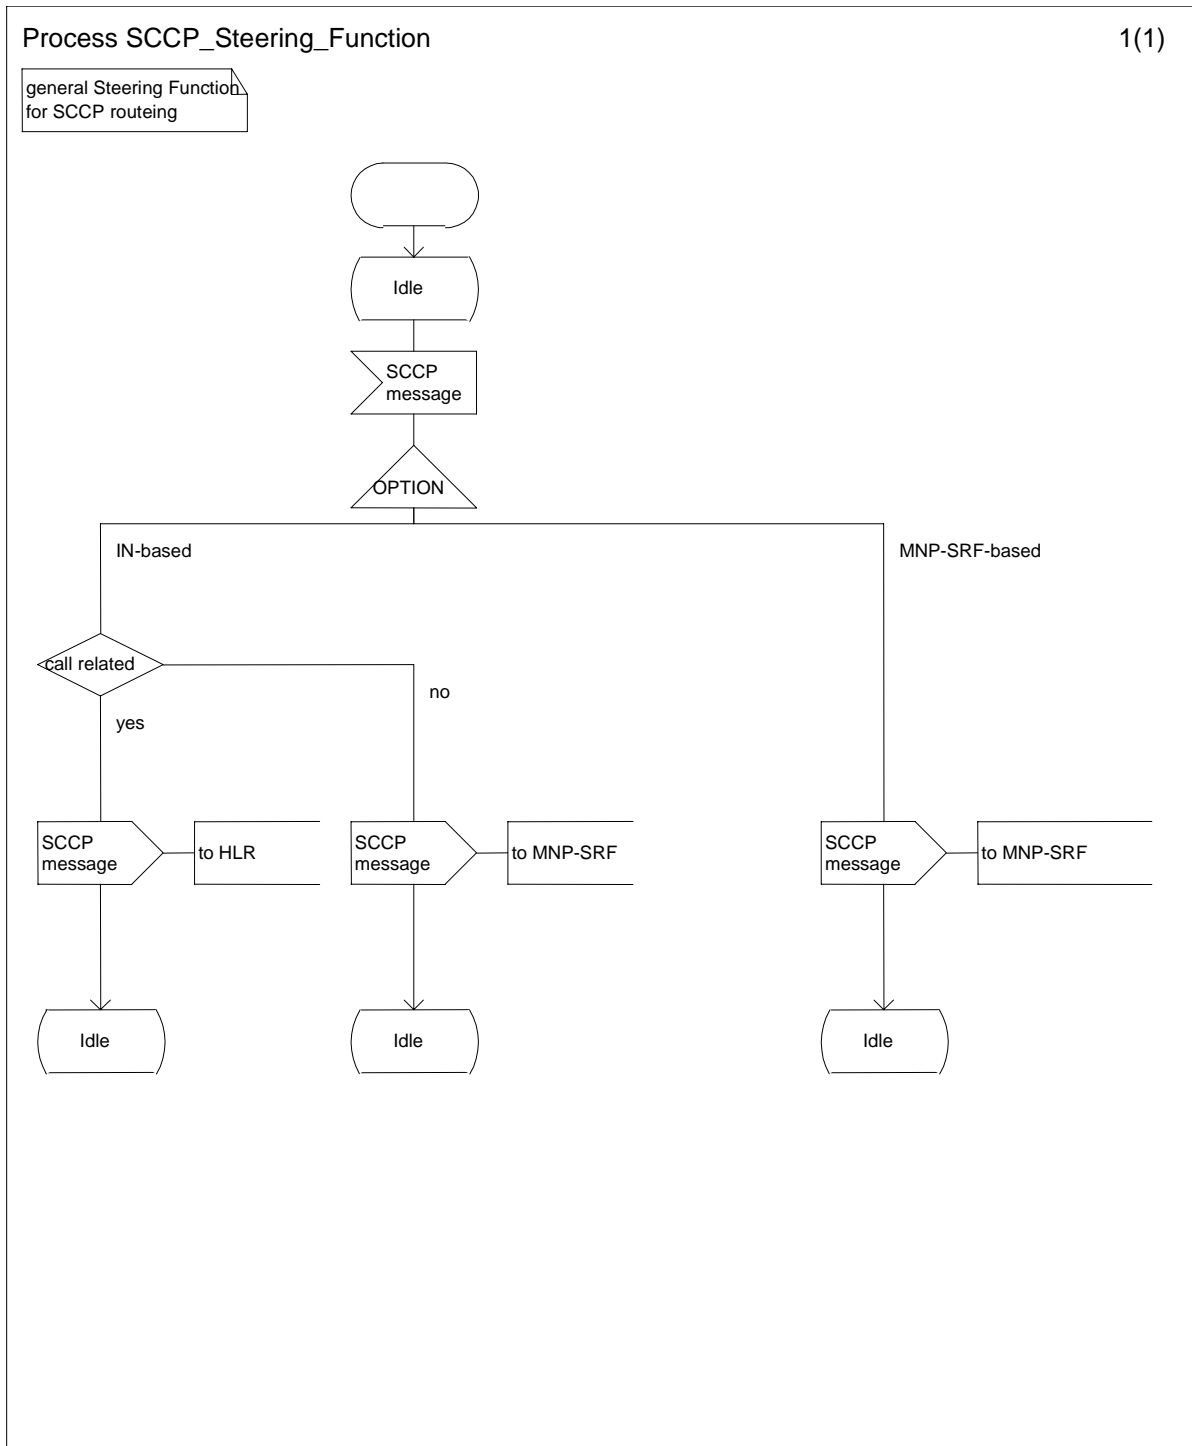 Process SCCP_Steering_Function
1(1)
general Steering Function
for SCCP routeing
Idle
SCCP
message
OPTION
IN-based
MNP-SRF-based
call related
no
yes
SCCP
message
to HLR
SCCP
message
to MNP-SRF
SCCP
message
to MNP-SRF
Idle
Idle
Idle